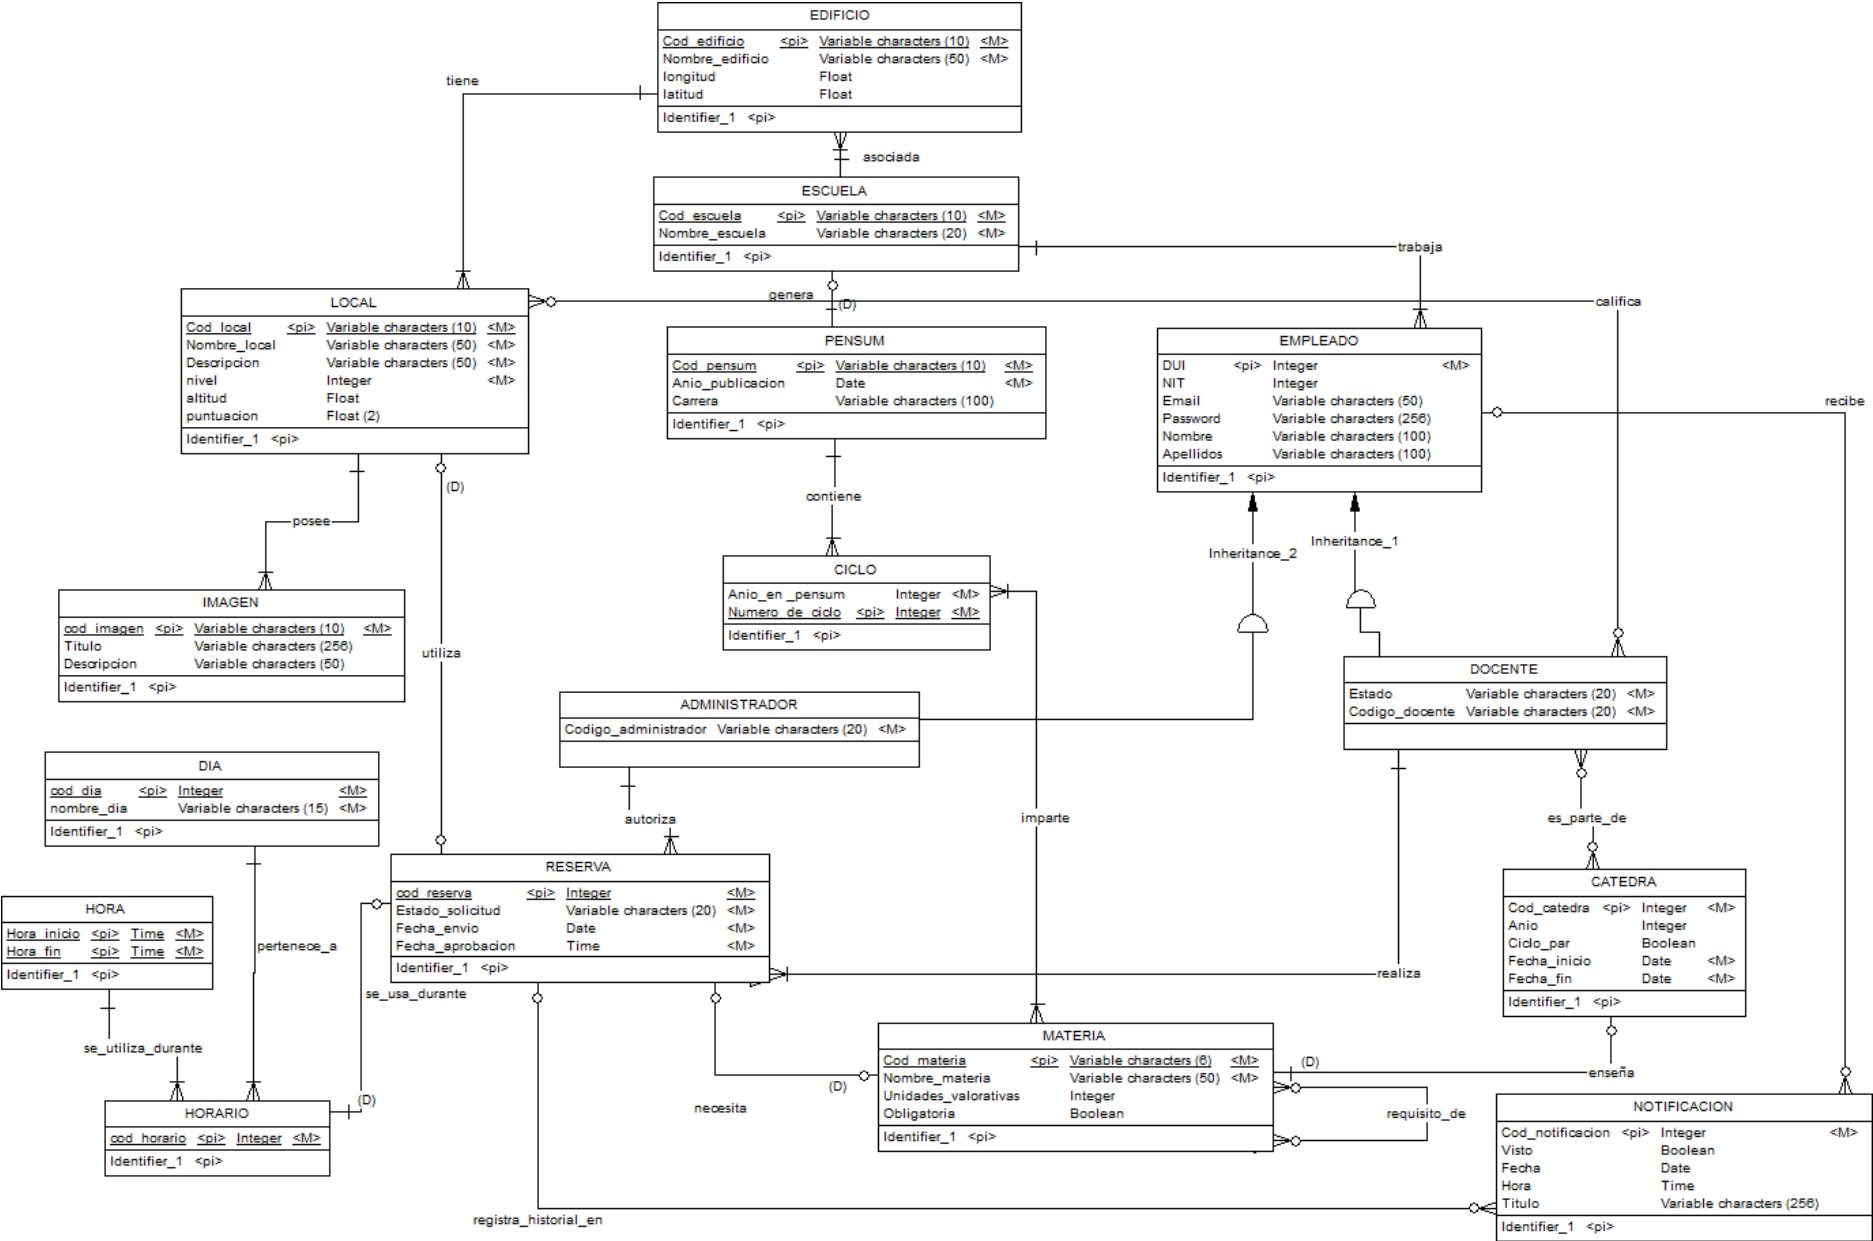 EDIFICIO
Cod_edificio <pi> Variable characters (10) <M>
Nombre_edificio Variable characters (50) <M>
longitud Float
latitud Float
Identifier_1 <pi>
tiene
asociada
ESCUELA
Cod_escuela <pi> Variable characters (10) <M>
Nombre_escuela Variable characters (20) <M>
Identifier_1 <pi>
trabaja
genera
(D)
califica
LOCAL
Cod_local <pi> Variable characters (10) <M>
Nombre_local Variable characters (50) <M>
Descripcion Variable characters (50) <M>
nivel Integer <M>
altitud Float
puntuacion Float (2)
Identifier_1 <pi>
PENSUM
Cod_pensum <pi> Variable characters (10) <M>
Anio_publicacion Date <M>
Carrera Variable characters (100)
Identifier_1 <pi>
EMPLEADO
DUI <pi> Integer <M>
NIT Integer
Email Variable characters (50)
Password Variable characters (256)
Nombre Variable characters (100)
Apellidos Variable characters (100)
Identifier_1 <pi>
recibe
(D)
posee
contiene
Inheritance_2
Inheritance_1
IMAGEN
cod_imagen <pi> Variable characters (10) <M>
Titulo Variable characters (256)
Descripcion Variable characters (50)
Identifier_1 <pi>
utiliza
CICLO
Anio_en _pensum Integer <M>
Numero_de_ciclo <pi> Integer <M>
Identifier_1 <pi>
DOCENTE
Estado Variable characters (20) <M>
Codigo_docente Variable characters (20) <M>
ADMINISTRADOR
Codigo_administrador Variable characters (20) <M>
DIA
cod_dia <pi> Integer <M>
nombre_dia Variable characters (15) <M>
Identifier_1 <pi>
autoriza
imparte
es_parte_de
RESERVA
cod_reserva <pi> Integer <M>
Estado_solicitud Variable characters (20) <M>
Fecha_envio Date <M>
Fecha_aprobacion Time <M>
Identifier_1 <pi>
CATEDRA
Cod_catedra <pi> Integer <M>
Anio Integer
Ciclo_par Boolean
Fecha_inicio Date <M>
Fecha_fin Date <M>
Identifier_1 <pi>
HORA
Hora_inicio <pi> Time <M>
Hora_fin <pi> Time <M>
Identifier_1 <pi>
pertenece_a
se_usa_durante
realiza
se_utiliza_durante
MATERIA
Cod_materia <pi> Variable characters (6) <M>
Nombre_materia Variable characters (50) <M>
Unidades_valorativas Integer
Obligatoria Boolean
Identifier_1 <pi>
(D)
enseña
(D)
(D)
necesita
requisito_de
HORARIO
cod_horario <pi> Integer <M>
Identifier_1 <pi>
NOTIFICACION
Cod_notificacion <pi> Integer <M>
Visto Boolean
Fecha Date
Hora Time
Titulo Variable characters (256)
Identifier_1 <pi>
registra_historial_en